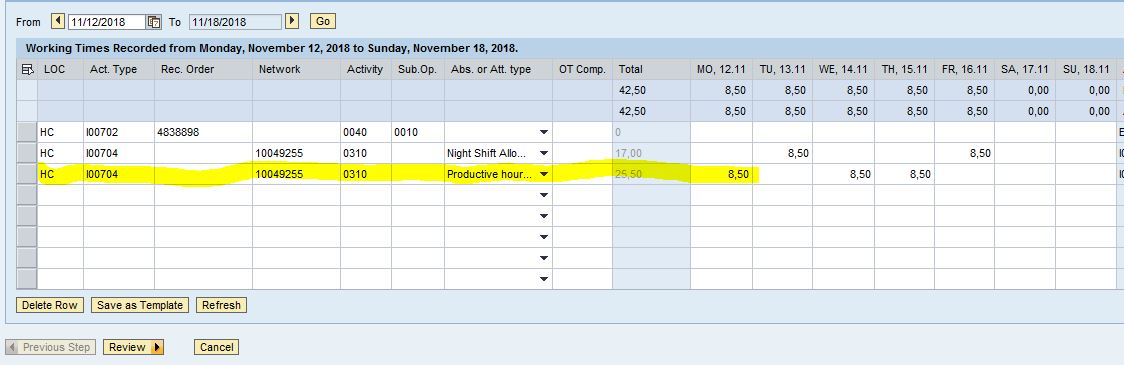 From 11/12/2018 To 11/18/2018 Go
Working Times Recorded from Monday, November 12, 2018 to Sunday, November 18, 2018.
LOC Act. Type Rec. Order Network Activity Sub.Op. Abs. or Att. type OT Comp. Total MO, 12.11 TU, 13.11 WE, 14.11 TH, 15.11 FR, 16.11 SA, 17.11 SU, 18.11
42,50 8,50 8,50 8,50 8,50 8,50 0,00 0,00
42,50 8,50 8,50 8,50 8,50 8,50 0,00 0,00
HC I00702 4838898 0040 0010 0
HC I00704 10049255 0310 Night Shift Allo... 17,00 8,50 8,50
HC I00704 10049255 0310 Productive hour... 25,50 8,50 8,50 8,50
Delete Row Save as Template Refresh
Previous Step Review Cancel